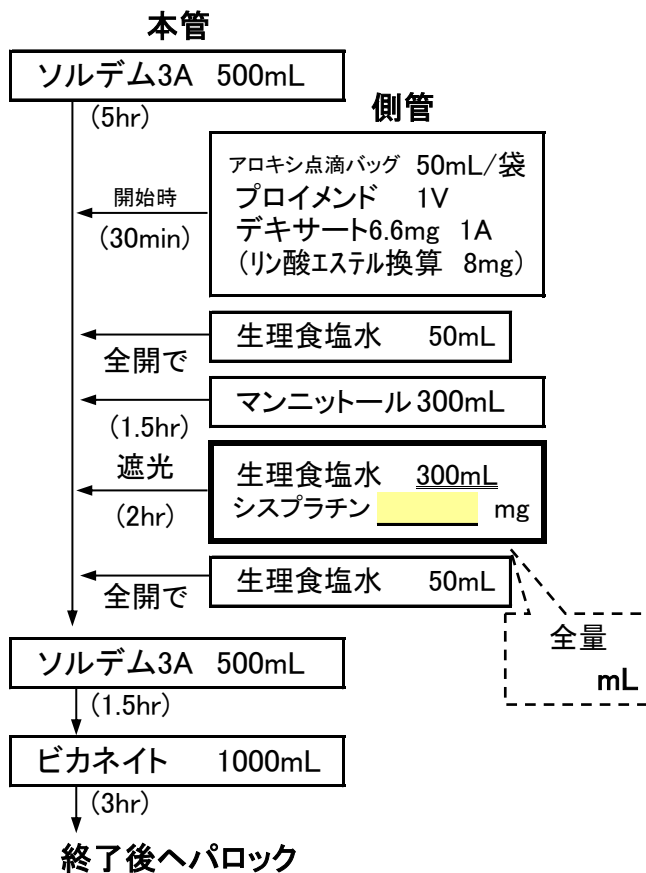 本管
ソルデム3A 500mL
(5hr)
側管
アロキシ点滴バッグ 50mL/袋
プロイメンド 1V
デキサート6.6mg 1A
(リン酸エステル換算 8mg)
開始時
(30min)
生理食塩水 50mL
全開で
マンニットール300mL
(1.5hr)
遮光
(2hr)
生理食塩水 300mL
シスプラチン mg
生理食塩水 50mL
全開で
全量
mL
ソルデム3A 500mL
(1.5hr)
ビカネイト 1000mL
(3hr)
終了後ヘパロック